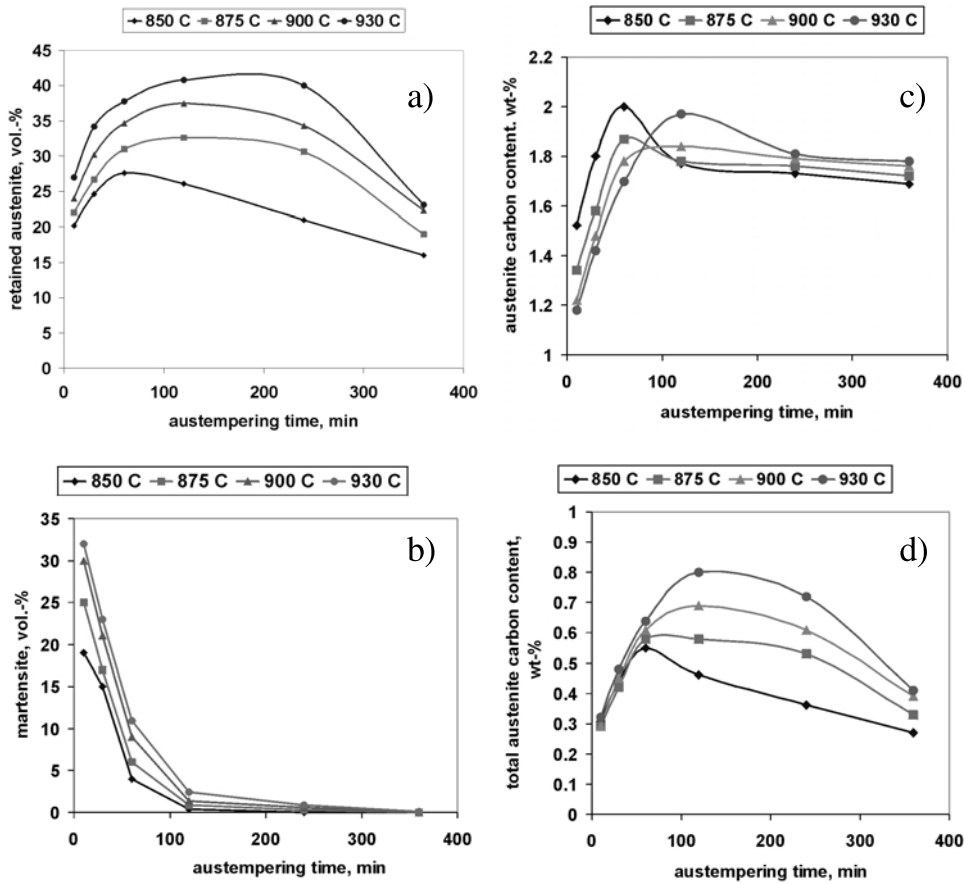 850 C 875 C 900 C 930 C
a)
45
40
35
30
25
20
15
10
5
0
retained austenite, vol.-%
0 100 200 300 400
austempering time, min
850 C 875 C 900 C 930 C
c)
2.2
2
1.8
1.6
1.4
1.2
1
austenite carbon content. wt-%
0 100 200 300 400
austempering time, min
850 C 875 C 900 C 930 C
b)
35
30
25
20
15
10
5
0
martensite, vol.-%
0 100 200 300 400
austempering time, min
850 C 875 C 900 C 930 C
d)
1
0.9
0.8
0.7
0.6
0.5
0.4
0.3
0.2
0.1
0
total austenite carbon content,
wt-%
0 100 200 300 400
austempering time, min